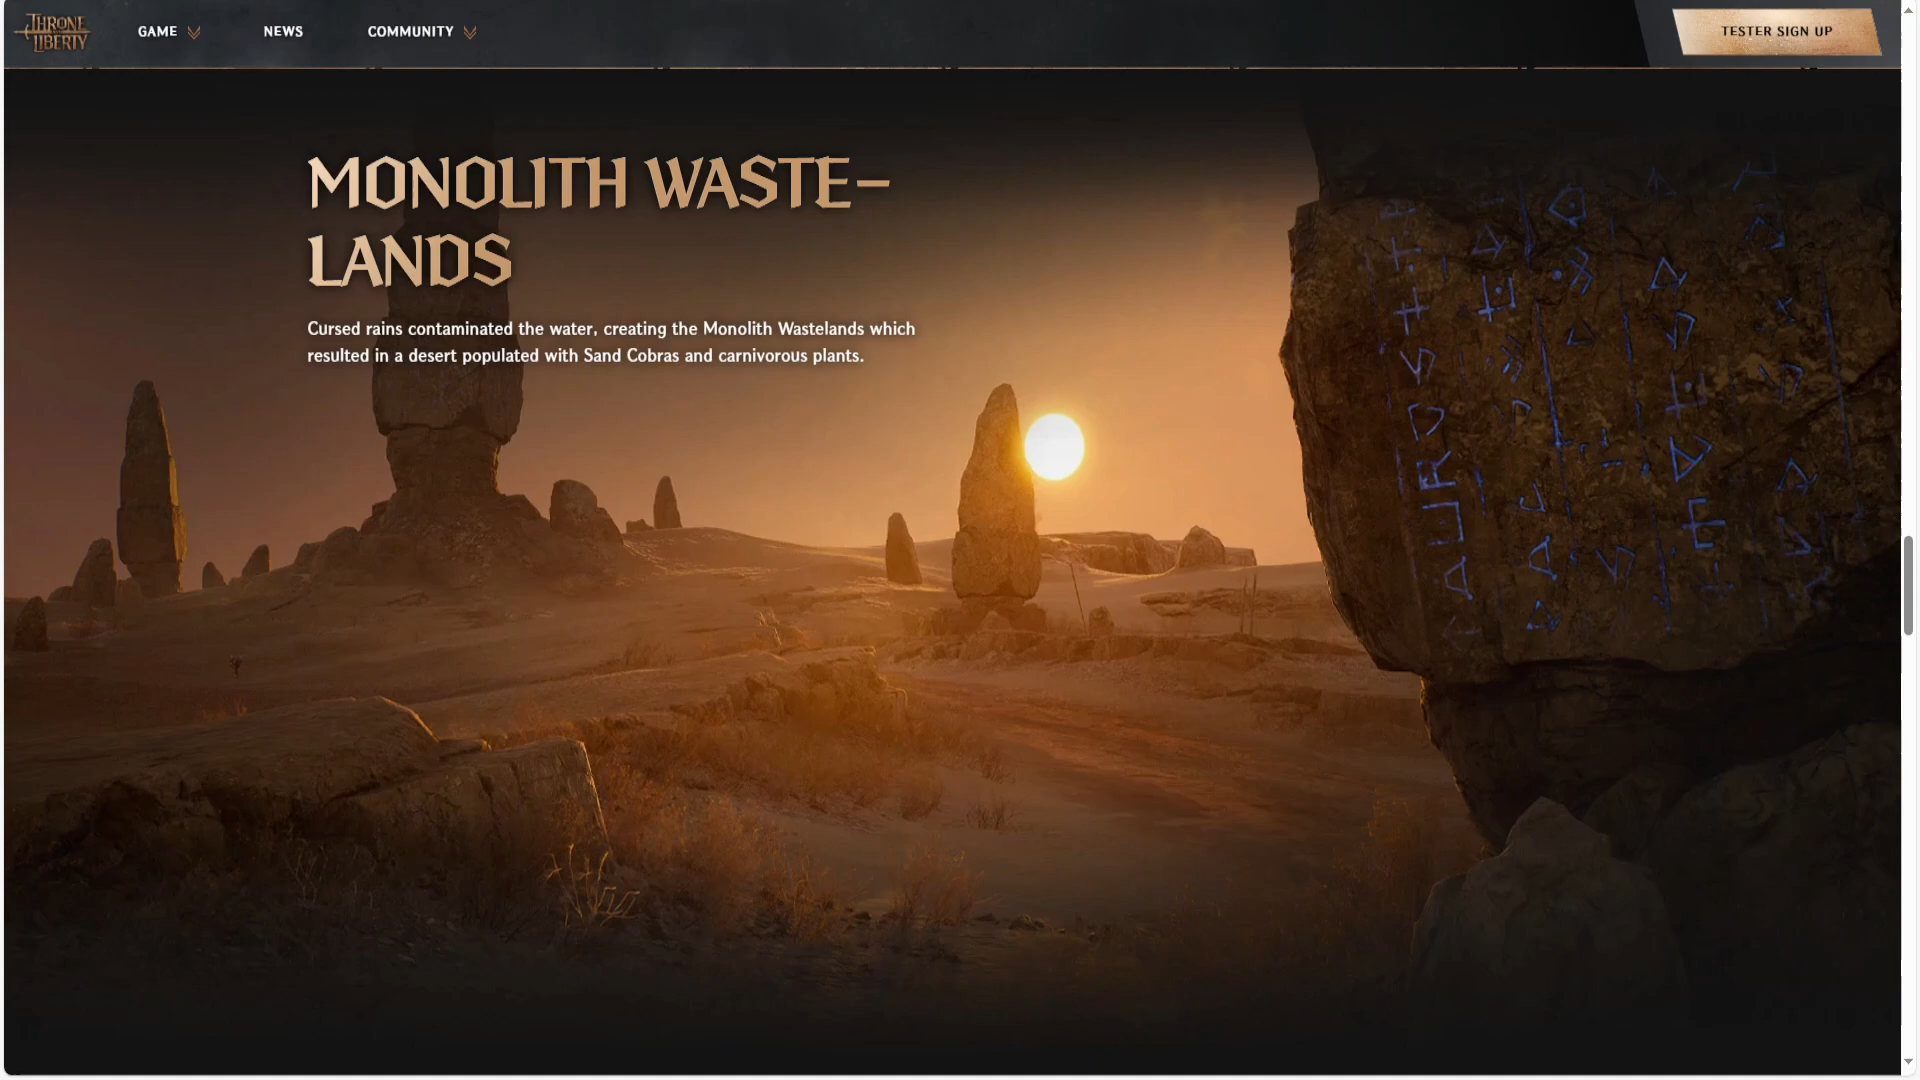 THRONE
LIBERTY
GAME
NEWS
COMMUNITY
TESTER SIGN UP
MONOLITH WASTE-
LANDS
Cursed rains contaminated the water, creating the Monolith Wastelands which
resulted in a desert populated with Sand Cobras and carnivorous plants.